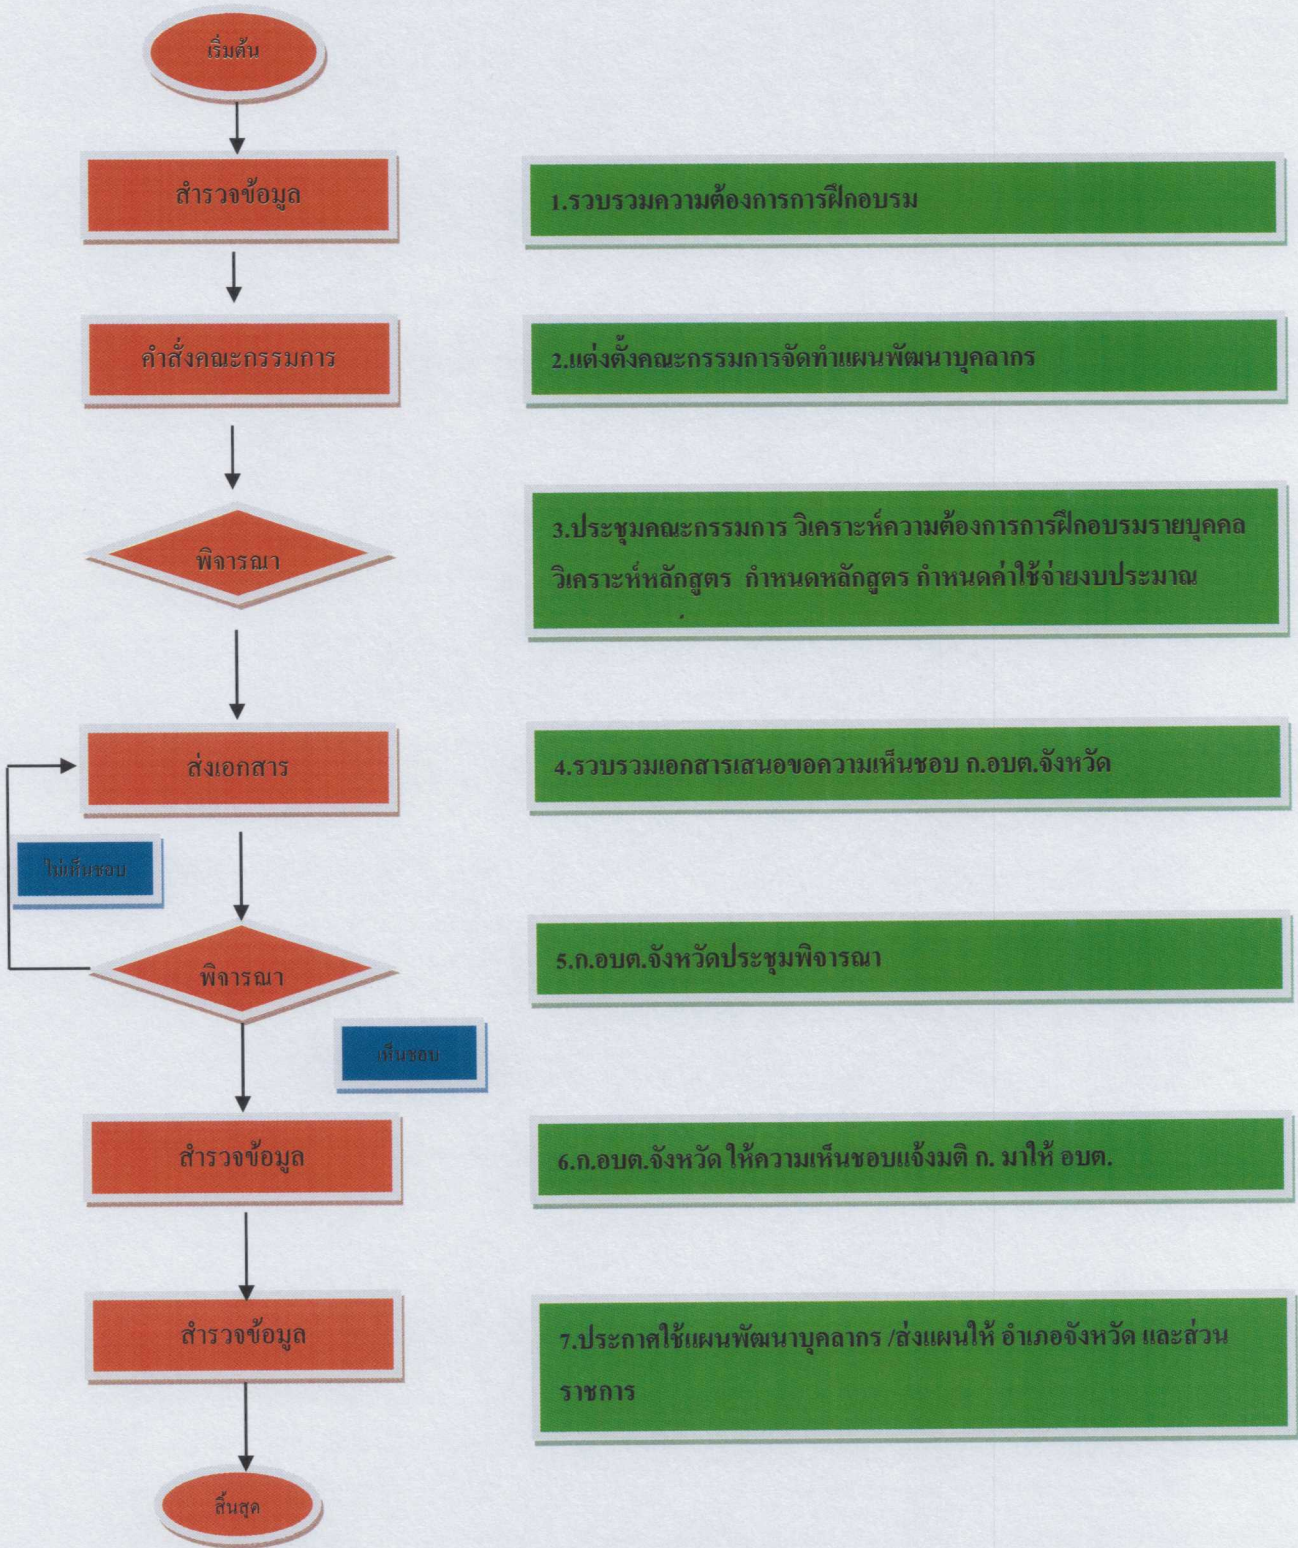 เริ่มต้น
สำรวจข้อมูล
1.รวบรวมความต้องการการฝึกอบรม
คำสั่งคณะกรรมการ
2.แต่งตั้งคณะกรรมการจัดทำแผนพัฒนาบุคลากร
พิจารณา
3.ประชุมคณะกรรมการ วิเคราะห์ความต้องการการฝึกอบรมรายบุคคล
วิเคราะห์หลักสูตร กำหนดหลักสูตร กำหนดค่าใช้จ่ายงบประมาณ
ส่งเอกสาร
4.รวบรวมเอกสารเสนอขอความเห็นชอบ ก.อบต.จังหวัด
ไม่เห็นชอบ
พิจารณา
5.ก.อบต.จังหวัดประชุมพิจารณา
เห็นชอบ
สำรวจข้อมูล
6.ก.อบต.จังหวัด ให้ความเห็นชอบแจ้งมติ ก. มาให้ อบต.
สำรวจข้อมูล
7.ประกาศใช้แผนพัฒนาบุคลากร /ส่งแผนให้ อำเภอจังหวัด และส่วน
ราชการ
สิ้นสุด